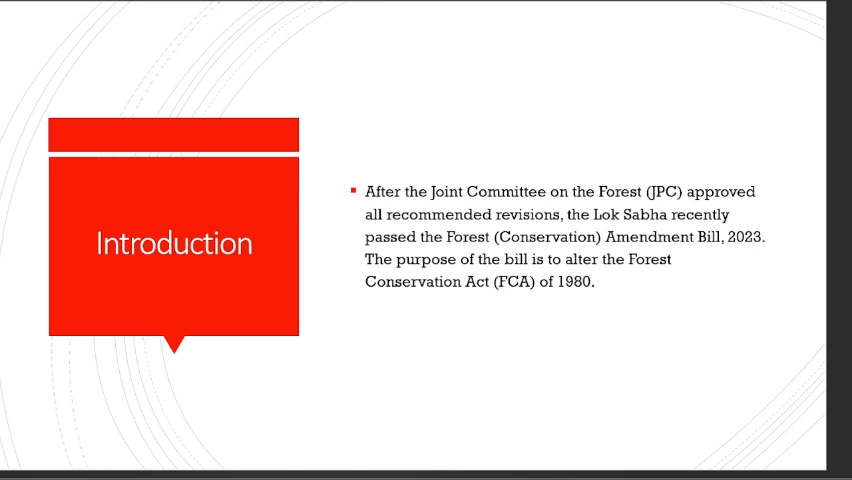 Introduction
After the Joint Committee on the Forest (JPC) approved
all recommended revisions, the Lok Sabha recently
passed the Forest (Conservation) Amendment Bill, 2023.
The purpose of the bill is to alter the Forest
Conservation Act (FCA) of 1980.